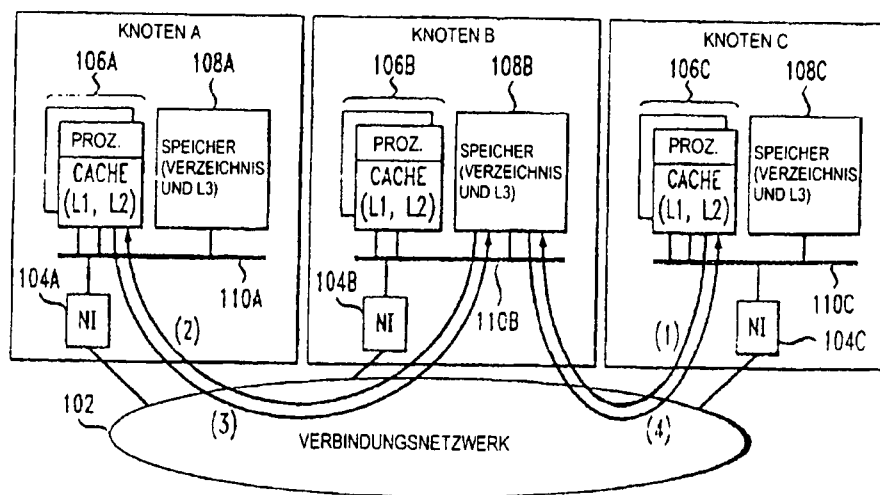 KNOTEN A
106A
108A
PROZ.
CACHE
(L1, L2)
SPEICHER
(VERZEICHNIS
UND L3)
104A
NI
110A
(2)
(3)
KNOTEN B
106B
108B
PROZ.
CACHE
(L1, L2)
SPEICHER
(VERZEICHNIS
UND L3)
104B
NI
110B
KNOTEN C
106C
108C
PROZ.
CACHE
(L1, L2)
SPEICHER
(VERZEICHNIS
UND L3)
110C
(1)
NI
104C
(4)
102
VERBINDUNGSNETZWERK